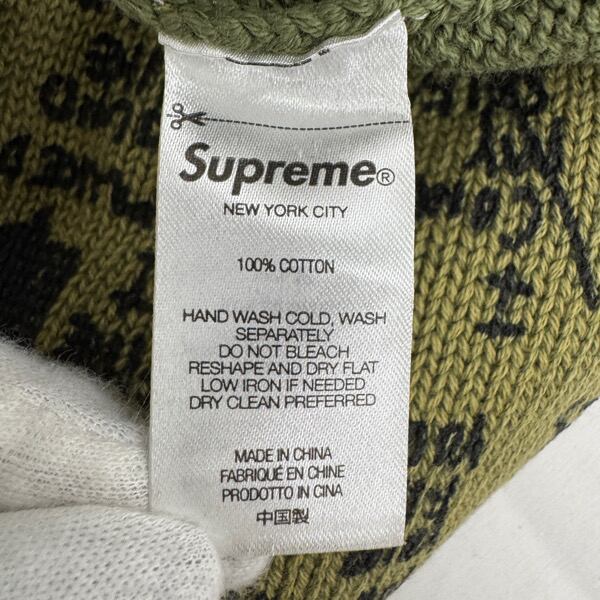 Supreme®
NEW YORK CITY
100% COTTON
HAND WASH COLD, WASH
SEPARATELY
DO NOT BLEACH
RESHAPE AND DRY FLAT
LOW IRON IF NEEDED
DRY CLEAN PREFERRED
MADE IN CHINA
FABRIQUÉ EN CHINE
PRODOTTO IN CINA
中国製